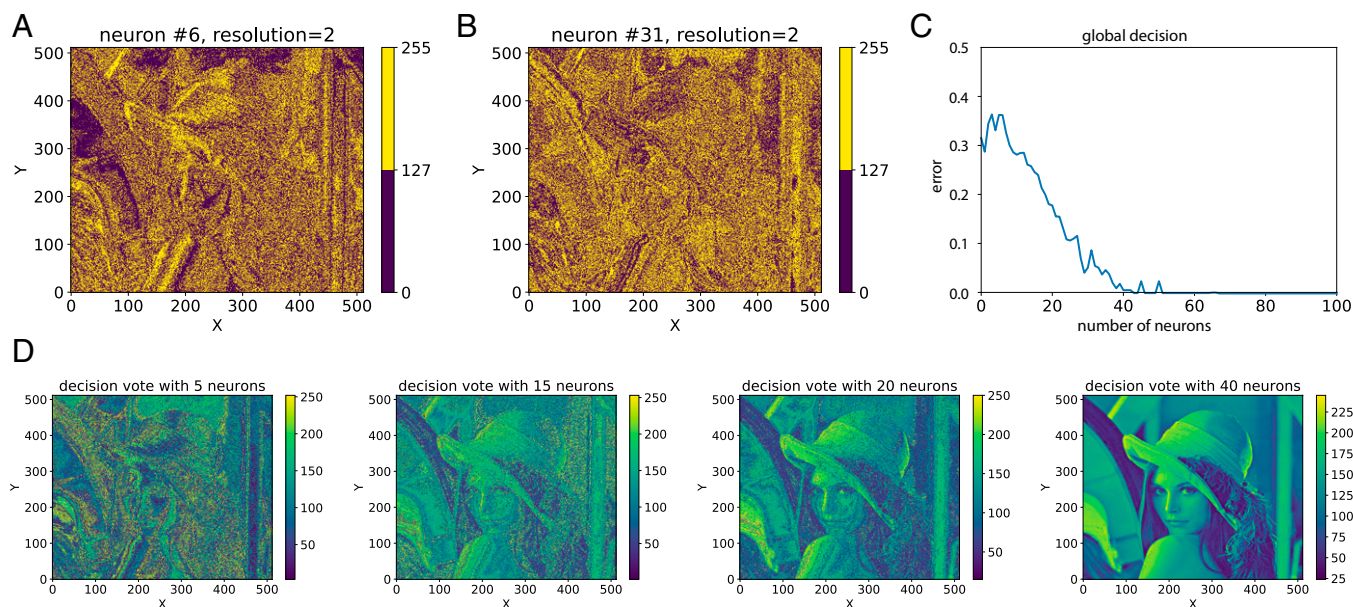 A
neuron #6, resolution=2
500
400
300
200
100
0
Y
0 100 200 300 400 500
X
255
127
0
B
neuron #31, resolution=2
500
400
300
200
100
0
Y
0 100 200 300 400 500
X
255
127
0
C
global decision
0.5
0.4
0.3
0.2
0.1
0.0
error
0 20 40 60 80 100
number of neurons
D
decision vote with 5 neurons
500
400
300
200
100
0
Y
0 100 200 300 400 500
X
250
200
150
100
50
decision vote with 15 neurons
500
400
300
200
100
0
Y
0 100 200 300 400 500
X
250
200
150
100
50
decision vote with 20 neurons
500
400
300
200
100
0
Y
0 100 200 300 400 500
X
250
200
150
100
50
decision vote with 40 neurons
500
400
300
200
100
0
Y
0 100 200 300 400 500
X
225
200
175
150
125
100
75
50
25